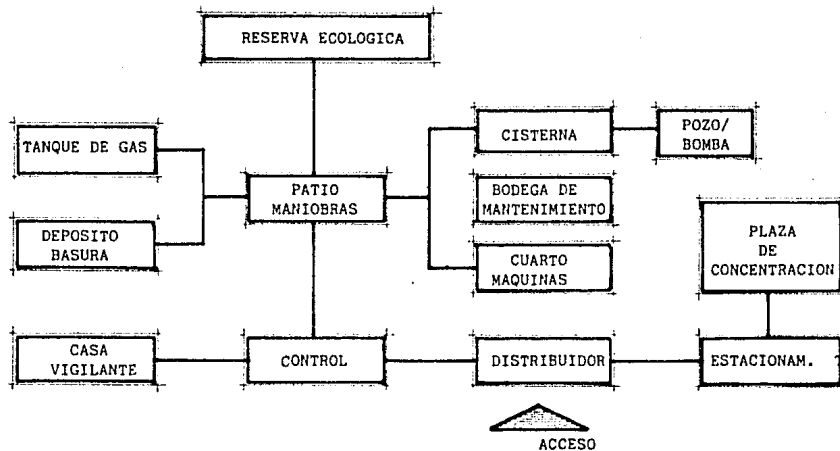 RESERVA ECOLOGICA
TANQUE DE GAS
CISTERNA
POZO/
BOMBA
PATIO
MANIOBRAS
BODEGA DE
MANTENIMIENTO
DEPOSITO
BASURA
CUARTO
MAQUINAS
PLAZA
DE
CONCENTRACION
CASA
VIGILANTE
CONTROL
DISTRIBUIDOR
ESTACIONAM.
ACCESO